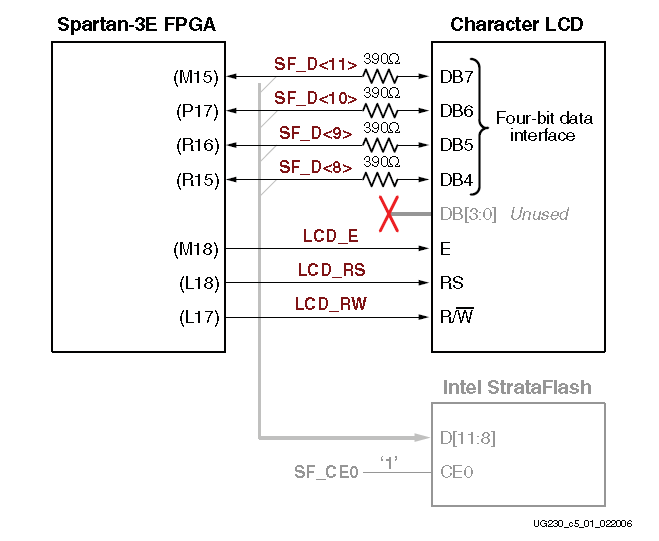 Spartan-3E FPGA
Character LCD
(M15) SF_D<11> 390Ω DB7
(P17) SF_D<10> 390Ω DB6
(R16) SF_D<9> 390Ω DB5
(R15) SF_D<8> 390Ω DB4
Four-bit data
interface
DB[3:0] Unused
(M18) LCD_E E
(L18) LCD_RS RS
(L17) LCD_RW R/W̅
Intel StrataFlash
D[11:8]
SF_CE0 ‘1’ CE0
UG230_c5_01_022006